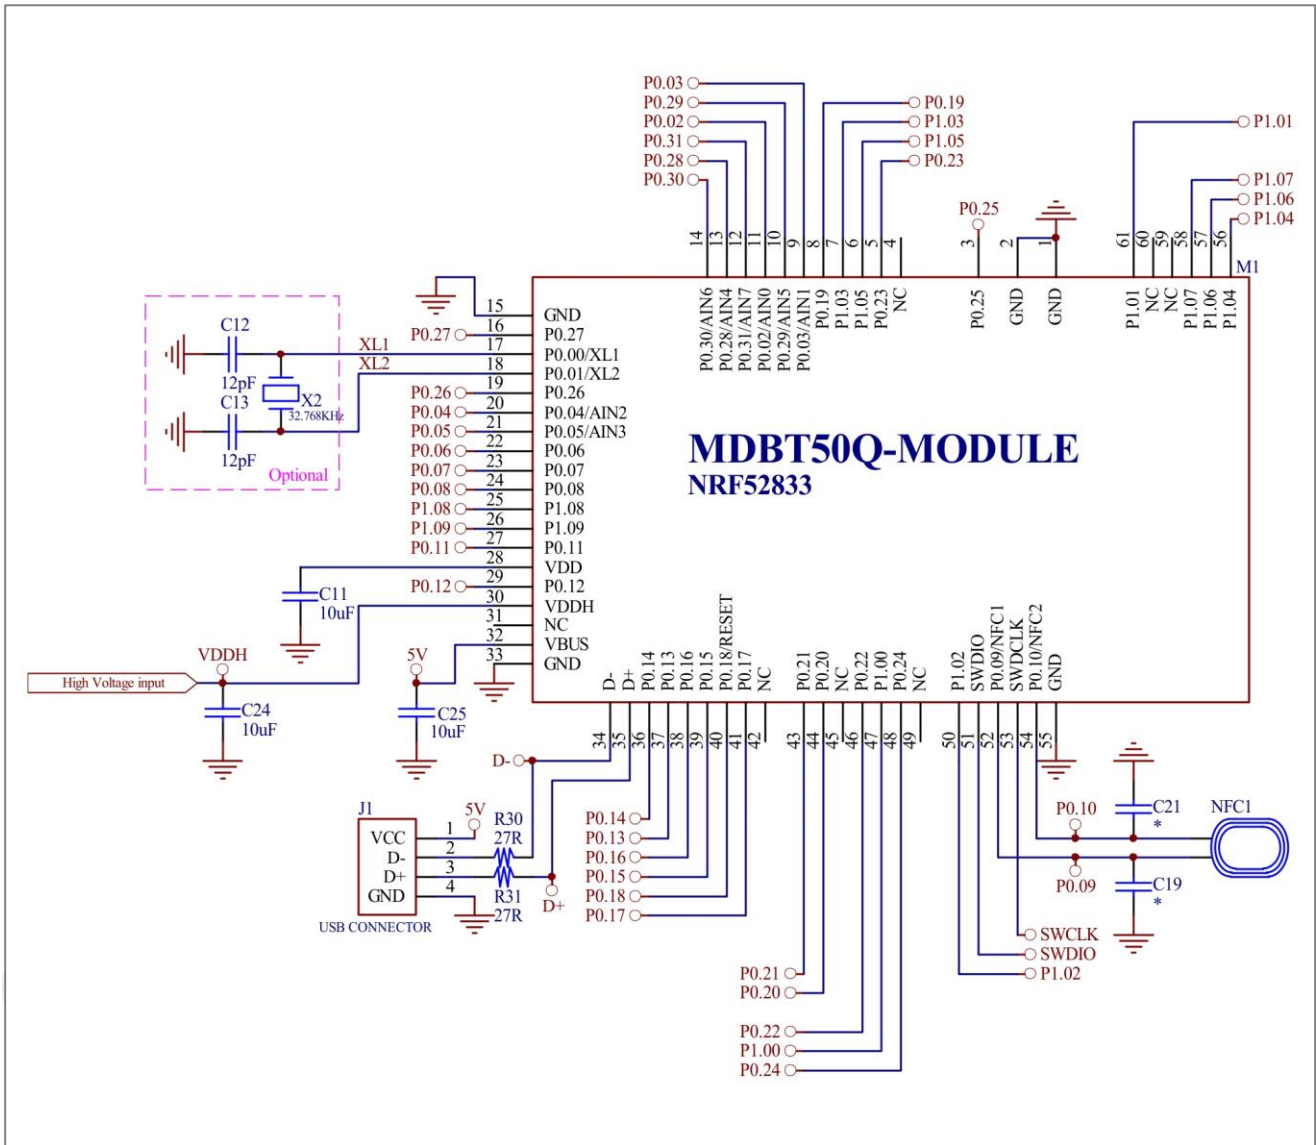 P0.03
P0.29
P0.02
P0.31
P0.28
P0.30
P0.19
P1.03
P1.05
P0.23
P1.01
P1.07
P1.06
P1.04
P0.25
14
13
12
11
10
9
8
7
6
5
4
3
2
1
61
60
59
58
57
56
M1
P0.30/AIN6
P0.28/AIN4
P0.31/AIN7
P0.02/AIN0
P0.29/AIN5
P0.03/AIN1
P0.19
P1.03
P1.05
P0.23
NC
P0.25
GND
GND
P1.01
NC
NC
P1.07
P1.06
P1.04
15 GND
P0.27 16 P0.27
XL1 17 P0.00/XL1
XL2 18 P0.01/XL2
P0.26 19 P0.26
P0.04 20 P0.04/AIN2
P0.05 21 P0.05/AIN3
P0.06 22 P0.06
P0.07 23 P0.07
P0.08 24 P0.08
P1.08 25 P1.08
P1.09 26 P1.09
P0.11 27 P0.11
28 VDD
P0.12 29 P0.12
30 VDDH
31 NC
32 VBUS
33 GND
C12
12pF
C13
12pF
X2
32.768KHz
Optional
MDBT50Q-MODULE
NRF52833
C11
10uF
VDDH
High Voltage input
C24
10uF
5V
C25
10uF
D-
D+
P0.14
P0.13
P0.16
P0.15
P0.18/RESET
P0.17
NC
P0.21
P0.20
NC
P0.22
P1.00
P0.24
NC
P1.02
SWDIO
P0.09/NFC1
SWDCLK
P0.10/NFC2
GND
34
35
36
37
38
39
40
41
42
43
44
45
46
47
48
49
50
51
52
53
54
55
D-
J1
VCC 1
D- 2
D+ 3
GND 4
USB CONNECTOR
5V
R30
27R
R31
27R
D+
P0.14
P0.13
P0.16
P0.15
P0.18
P0.17
P0.21
P0.20
P0.22
P1.00
P0.24
P0.10
P0.09
C21
*
C19
*
NFC1
SWCLK
SWDIO
P1.02